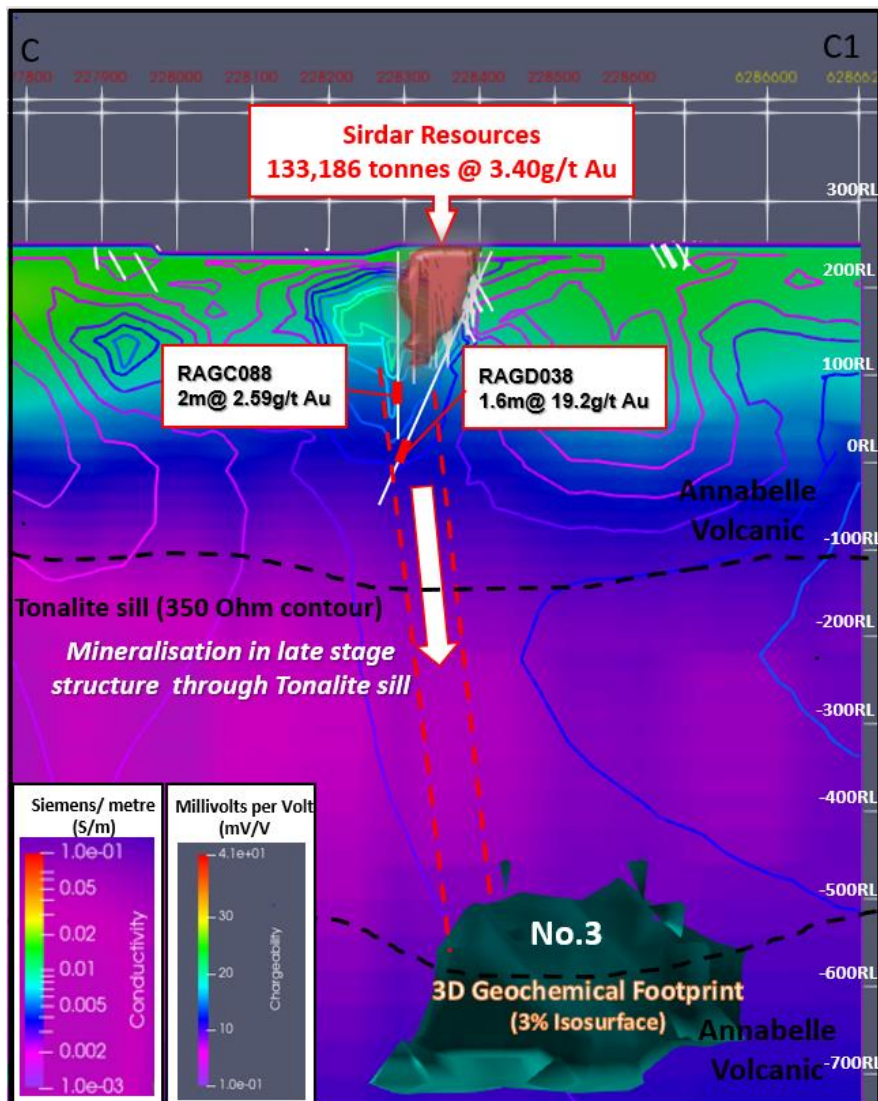 C
C1
27800 227900 228000 228100 228200 228300 228400 228500 228600 6286600 628662
Sirdar Resources
133,186 tonnes @ 3.40g/t Au
300RL
200RL
100RL
RAGC088
2m@ 2.59g/t Au
RAGD038
1.6m@ 19.2g/t Au
0RL
Annabelle
Volcanic
-100RL
Tonalite sill (350 Ohm contour)
-200RL
Mineralisation in late stage
structure through Tonalite sill
-300RL
-400RL
-500RL
-600RL
-700RL
Siemens/ metre
(S/m)
1.0e-01
0.05
0.02
0.01
0.005
0.002
1.0e-03
Conductivity
Millivolts per Volt
(mV/V
4.1e+01
30
20
10
1.0e-01
Chargeability
No.3
3D Geochemical Footprint
(3% Isosurface)
Annabelle
Volcanic